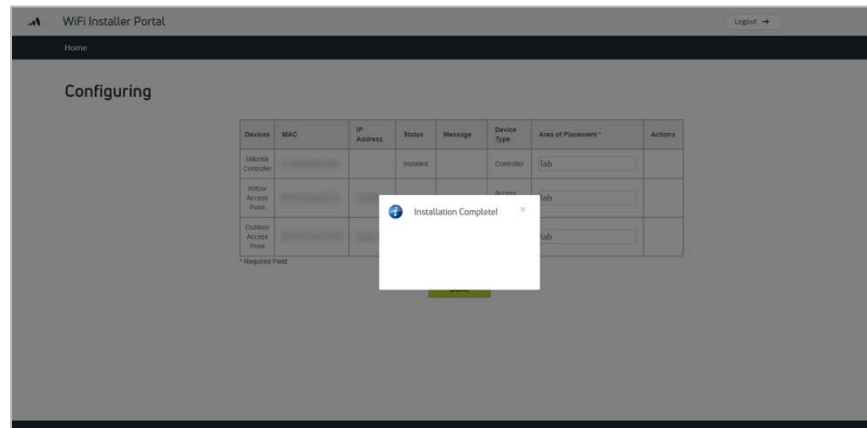 WiFi Installer Portal
Logout →
Home
Configuring
Devices MAC IP Address Status Message Device Type Area of Placement * Actions
Mikrotik Controller Installed Controller lab
Indoor Access Point Access lab
Outdoor Access Point lab
* Required Field
Installation Complete!
×